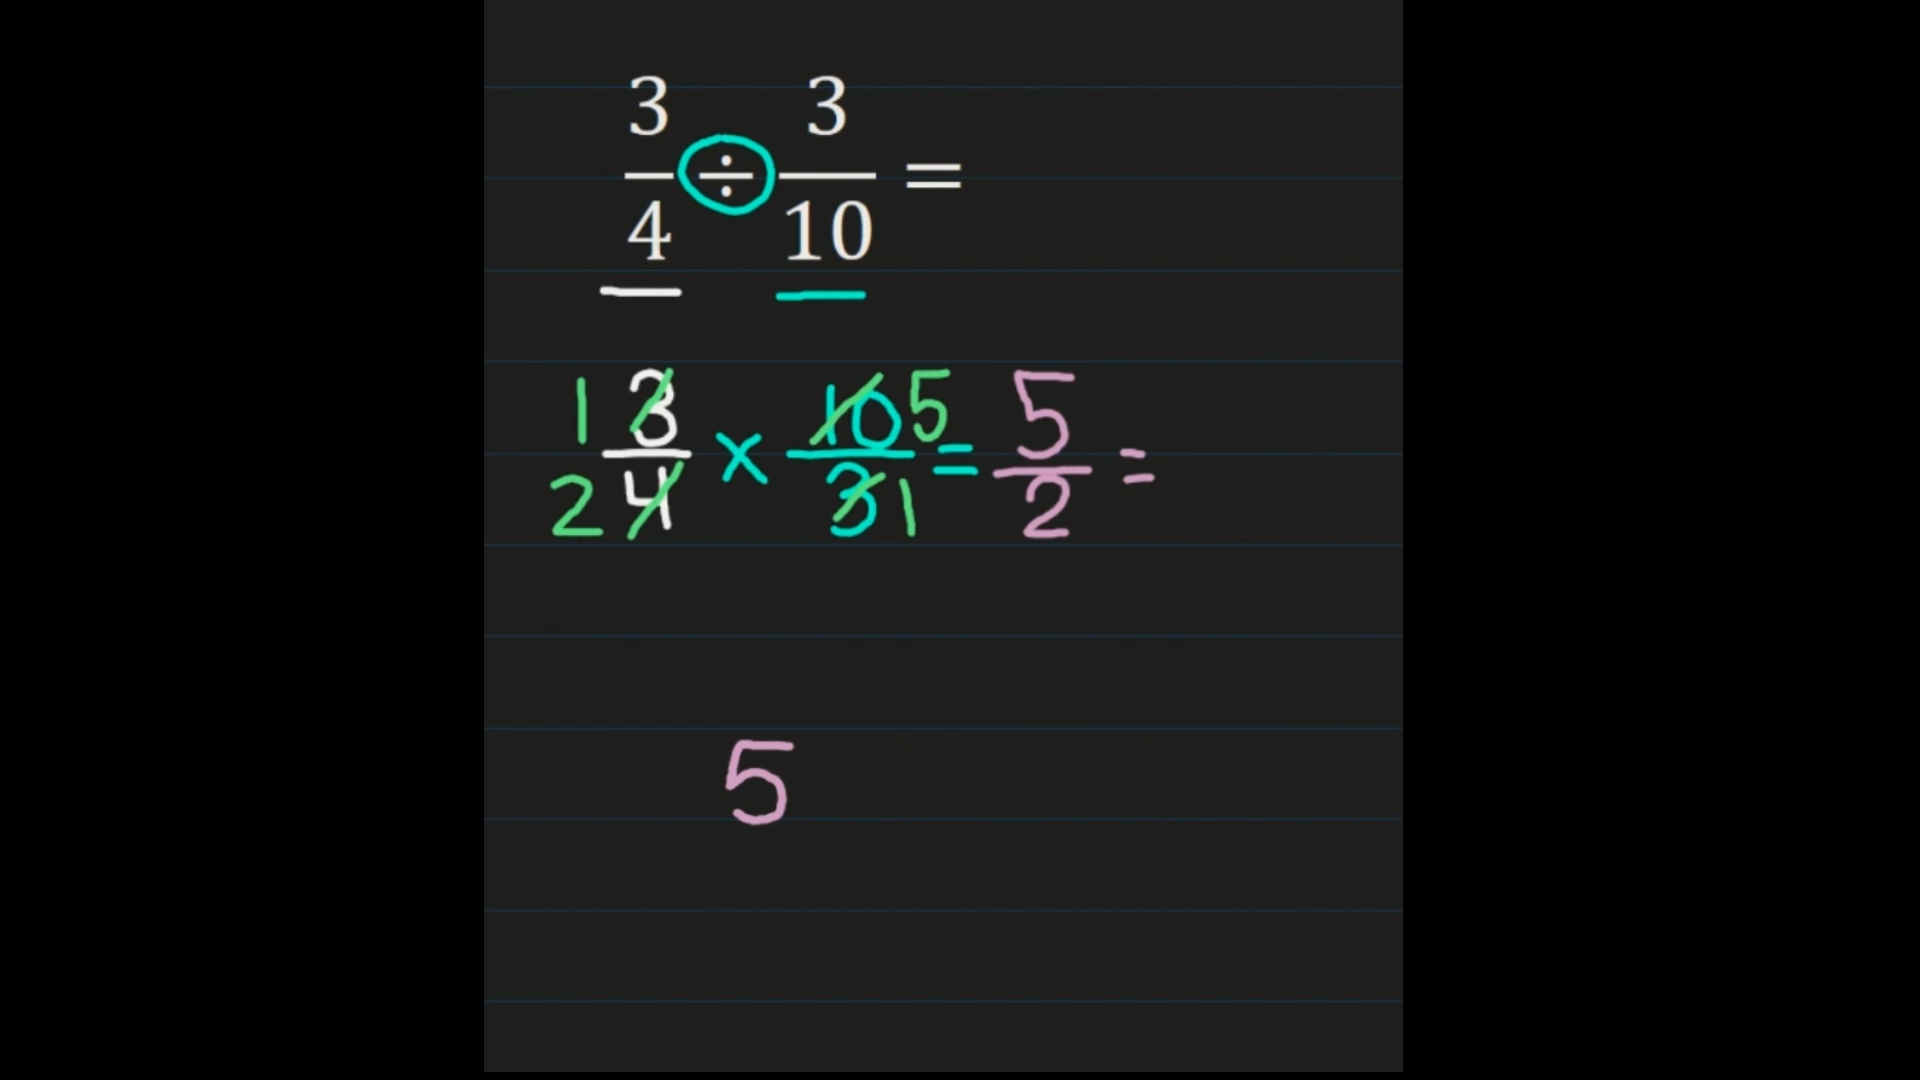 3/4 ÷ 3/10 =
1 3/4 2 × 10/3 5 1 = 5/2 =
5